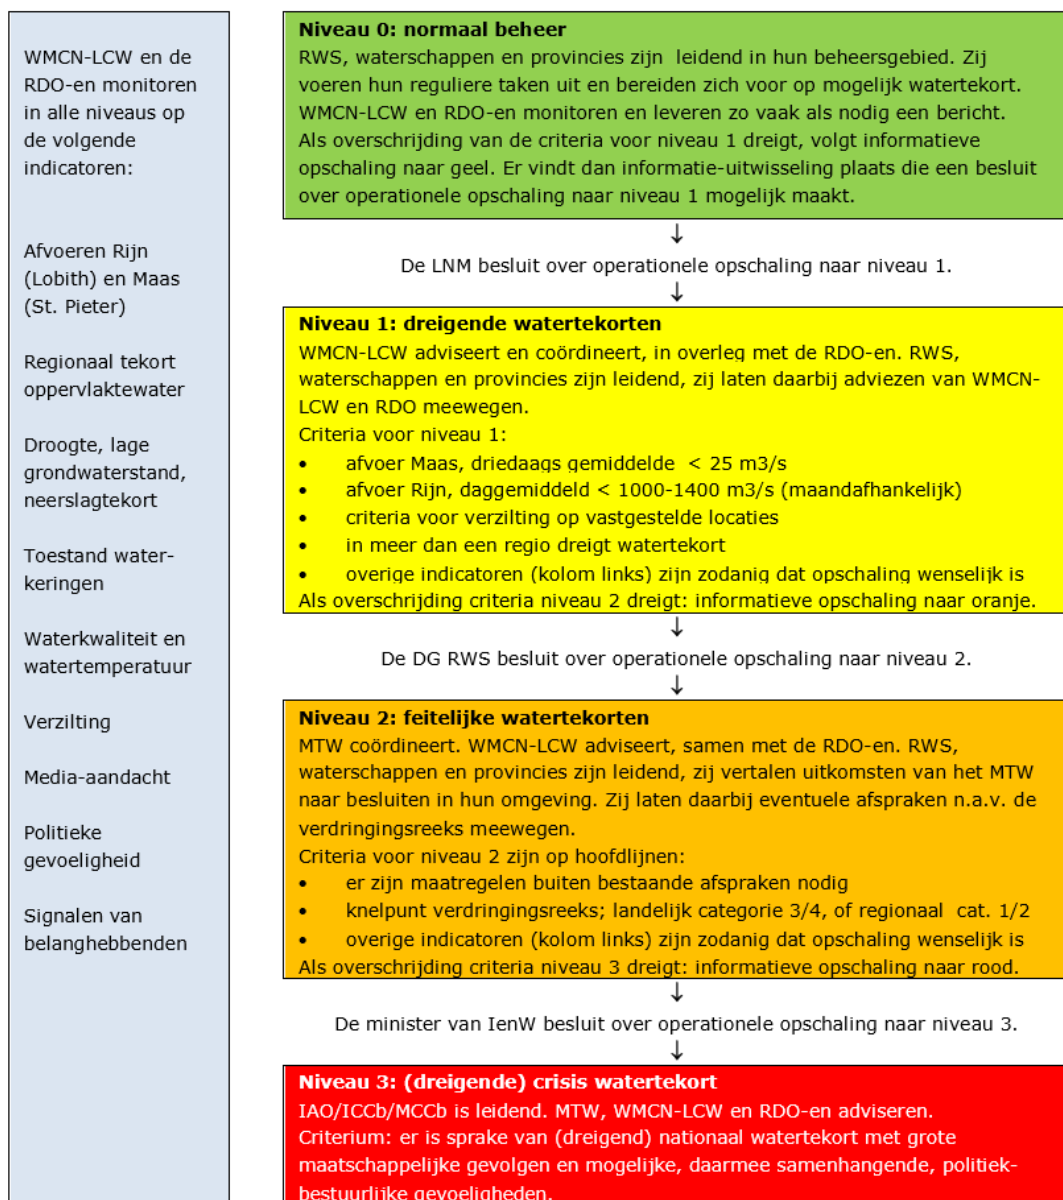 WMCN-LCW en de
RDO-en monitoren
in alle niveaus op
de volgende
indicatoren:
Afvoeren Rijn
(Lobith) en Maas
(St. Pieter)
Regionaal tekort
oppervlaktewater
Droogte, lage
grondwaterstand,
neerslagtekort
Toestand water-
keringen
Waterkwaliteit en
watertemperatuur
Verzilting
Media-aandacht
Politieke
gevoeligheid
Signalen van
belanghebbenden
Niveau 0: normaal beheer
RWS, waterschappen en provincies zijn leidend in hun beheersgebied. Zij
voeren hun reguliere taken uit en bereiden zich voor op mogelijk watertekort.
WMCN-LCW en RDO-en monitoren en leveren zo vaak als nodig een bericht.
Als overschrijding van de criteria voor niveau 1 dreigt, volgt informatieve
opschaling naar geel. Er vindt dan informatie-uitwisseling plaats die een besluit
over operationele opschaling naar niveau 1 mogelijk maakt.
↓
De LNM besluit over operationele opschaling naar niveau 1.
↓
Niveau 1: dreigende watertekorten
WMCN-LCW adviseert en coördineert, in overleg met de RDO-en. RWS,
waterschappen en provincies zijn leidend, zij laten daarbij adviezen van WMCN-
LCW en RDO meewegen.
Criteria voor niveau 1:
• afvoer Maas, driedaags gemiddelde < 25 m3/s
• afvoer Rijn, daggemiddeld < 1000-1400 m3/s (maandafhankelijk)
• criteria voor verzilting op vastgestelde locaties
• in meer dan een regio dreigt watertekort
• overige indicatoren (kolom links) zijn zodanig dat opschaling wenselijk is
Als overschrijding criteria niveau 2 dreigt: informatieve opschaling naar oranje.
↓
De DG RWS besluit over operationele opschaling naar niveau 2.
↓
Niveau 2: feitelijke watertekorten
MTW coördineert. WMCN-LCW adviseert, samen met de RDO-en. RWS,
waterschappen en provincies zijn leidend, zij vertalen uitkomsten van het MTW
naar besluiten in hun omgeving. Zij laten daarbij eventuele afspraken n.a.v. de
verdringingsreeks meewegen.
Criteria voor niveau 2 zijn op hoofdlijnen:
• er zijn maatregelen buiten bestaande afspraken nodig
• knelpunt verdringingsreeks; landelijk categorie 3/4, of regionaal cat. 1/2
• overige indicatoren (kolom links) zijn zodanig dat opschaling wenselijk is
Als overschrijding criteria niveau 3 dreigt: informatieve opschaling naar rood.
↓
De minister van IenW besluit over operationele opschaling naar niveau 3.
↓
Niveau 3: (dreigende) crisis watertekort
IAO/ICCb/MCCb is leidend. MTW, WMCN-LCW en RDO-en adviseren.
Criterium: er is sprake van (dreigend) nationaal watertekort met grote
maatschappelijke gevolgen en mogelijke, daarmee samenhangende, politiek-
bestuurlijke gevoeligheden.